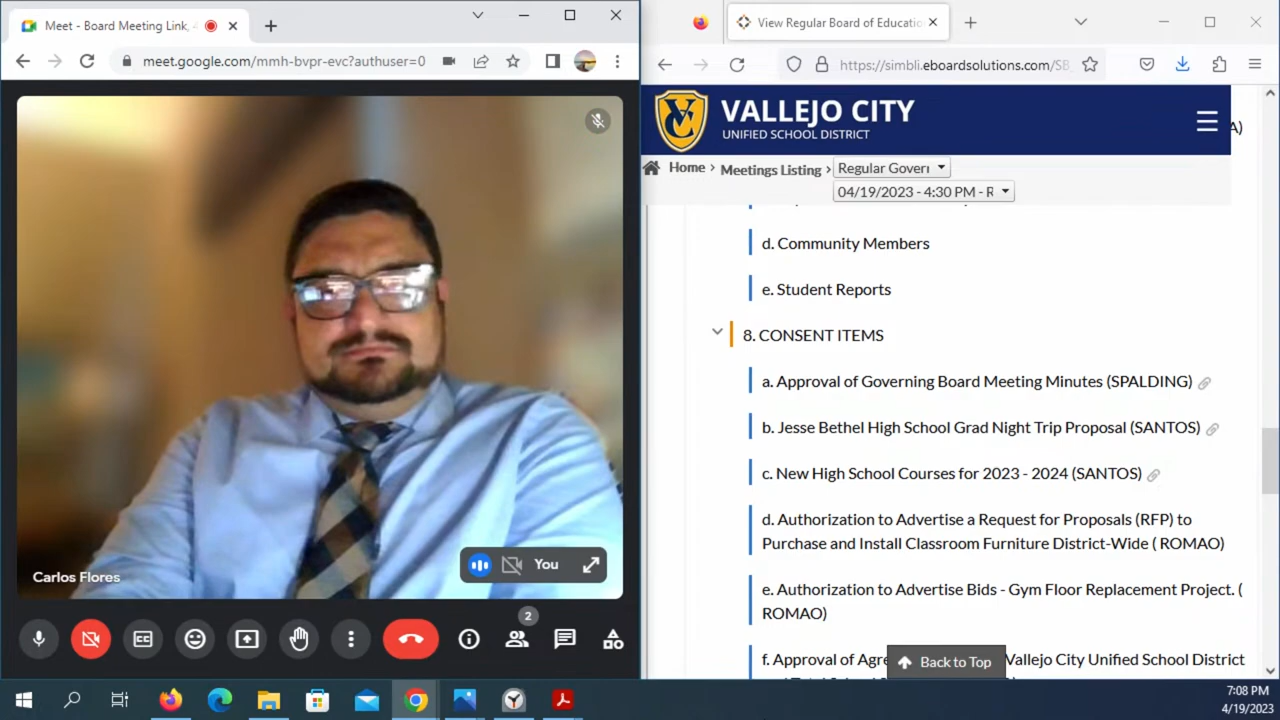 Meet - Board Meeting Link, 4
meet.google.com/mmh-bvpr-evc?authuser=0
Carlos Flores
You
2
View Regular Board of Educatio
https://simbli.eboardsolutions.com/SB
VALLEJO CITY
UNIFIED SCHOOL DISTRICT
A)
Home > Meetings Listing > Regular Govern
04/19/2023 - 4:30 PM - R
d. Community Members
e. Student Reports
8. CONSENT ITEMS
a. Approval of Governing Board Meeting Minutes (SPALDING)
b. Jesse Bethel High School Grad Night Trip Proposal (SANTOS)
c. New High School Courses for 2023 - 2024 (SANTOS)
d. Authorization to Advertise a Request for Proposals (RFP) to
Purchase and Install Classroom Furniture District-Wide ( ROMAO)
e. Authorization to Advertise Bids - Gym Floor Replacement Project. (
ROMAO)
f. Approval of Agre Vallejo City Unified School District
Back to Top
7:08 PM
4/19/2023